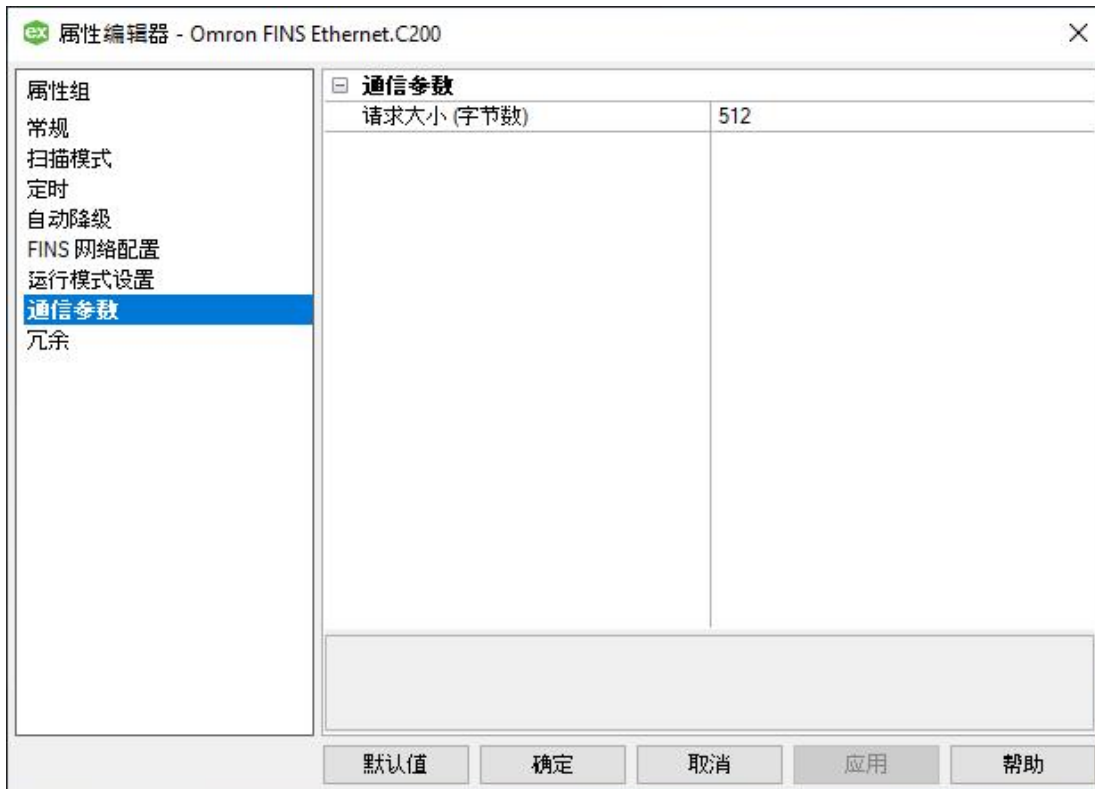 ex 属性编辑器 - Omron FINS Ethernet.C200
属性组
常规
扫描模式
定时
自动降级
FINS 网络配置
运行模式设置
通信参数
冗余
通信参数
请求大小 (字节数) 512
默认值 确定 取消 应用 帮助